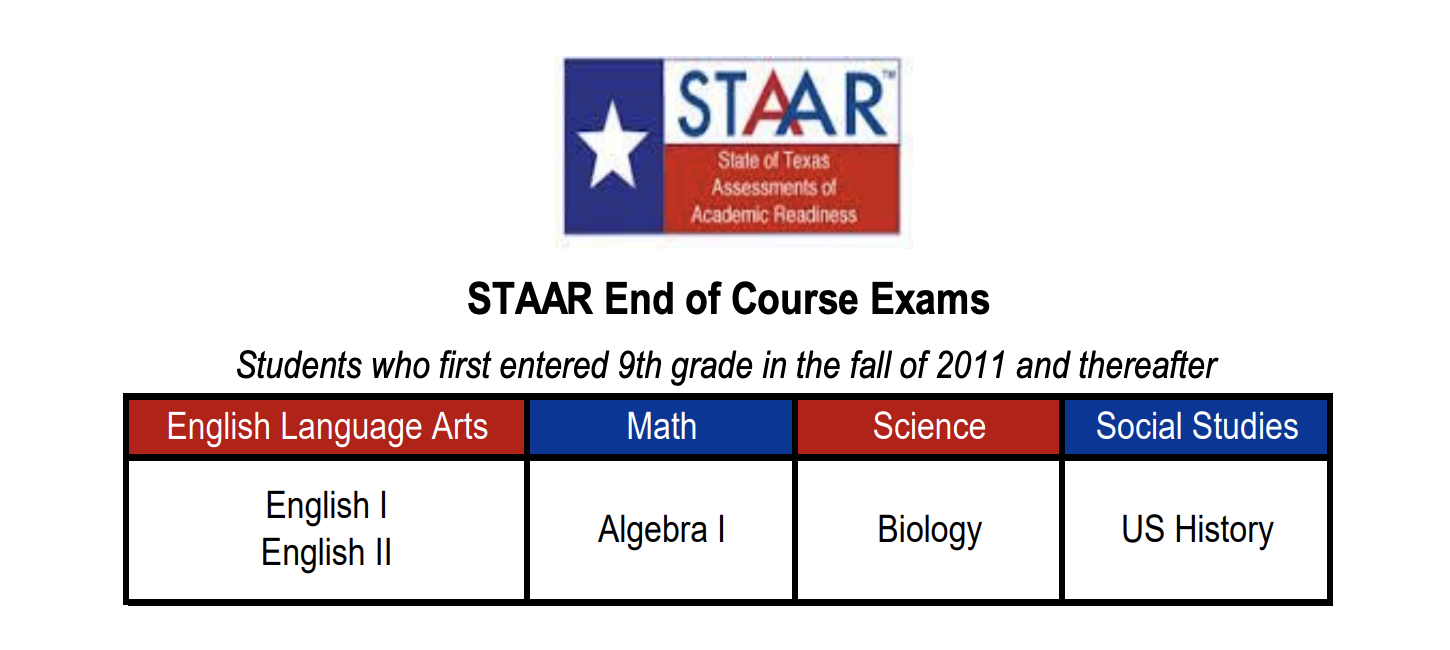 STAAR™
State of Texas
Assessments of
Academic Readiness
STAAR End of Course Exams
Students who first entered 9th grade in the fall of 2011 and thereafter
English Language Arts
Math
Science
Social Studies
English I
English II
Algebra I
Biology
US History